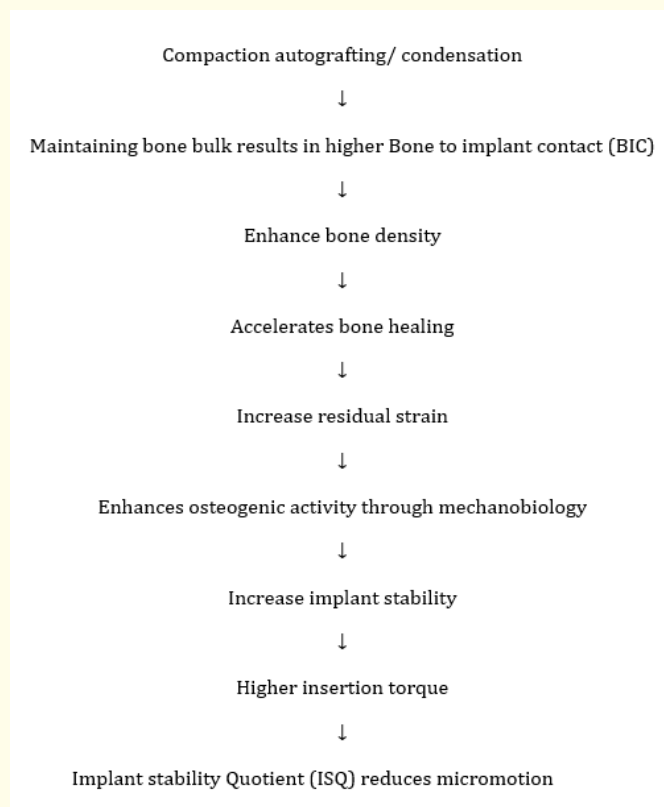 Compaction autografting/ condensation
↓
Maintaining bone bulk results in higher Bone to implant contact (BIC)
↓
Enhance bone density
↓
Accelerates bone healing
↓
Increase residual strain
↓
Enhances osteogenic activity through mechanobiology
↓
Increase implant stability
↓
Higher insertion torque
↓
Implant stability Quotient (ISQ) reduces micromotion